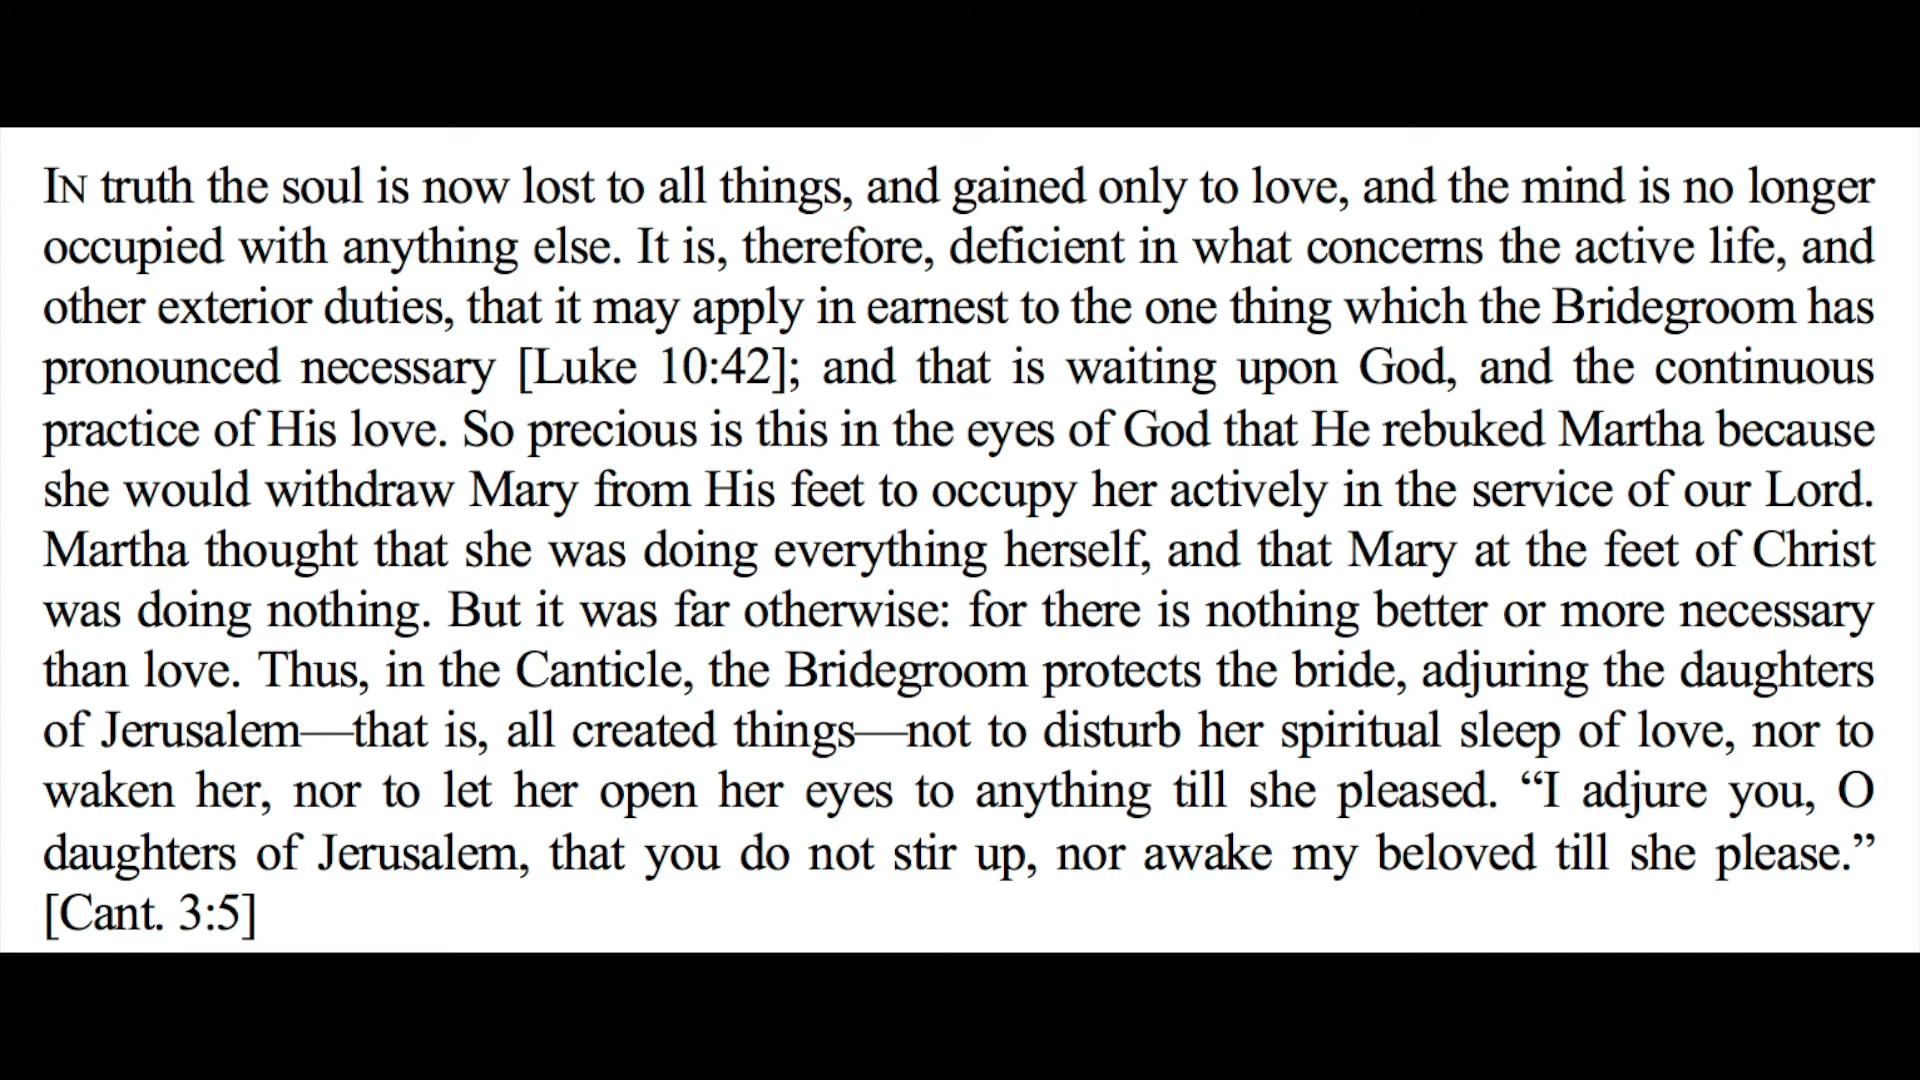 IN truth the soul is now lost to all things, and gained only to love, and the mind is no longer
occupied with anything else. It is, therefore, deficient in what concerns the active life, and
other exterior duties, that it may apply in earnest to the one thing which the Bridegroom has
pronounced necessary [Luke 10:42]; and that is waiting upon God, and the continuous
practice of His love. So precious is this in the eyes of God that He rebuked Martha because
she would withdraw Mary from His feet to occupy her actively in the service of our Lord.
Martha thought that she was doing everything herself, and that Mary at the feet of Christ
was doing nothing. But it was far otherwise: for there is nothing better or more necessary
than love. Thus, in the Canticle, the Bridegroom protects the bride, adjuring the daughters
of Jerusalem—that is, all created things—not to disturb her spiritual sleep of love, nor to
waken her, nor to let her open her eyes to anything till she pleased. “I adjure you, O
daughters of Jerusalem, that you do not stir up, nor awake my beloved till she please.”
[Cant. 3:5]